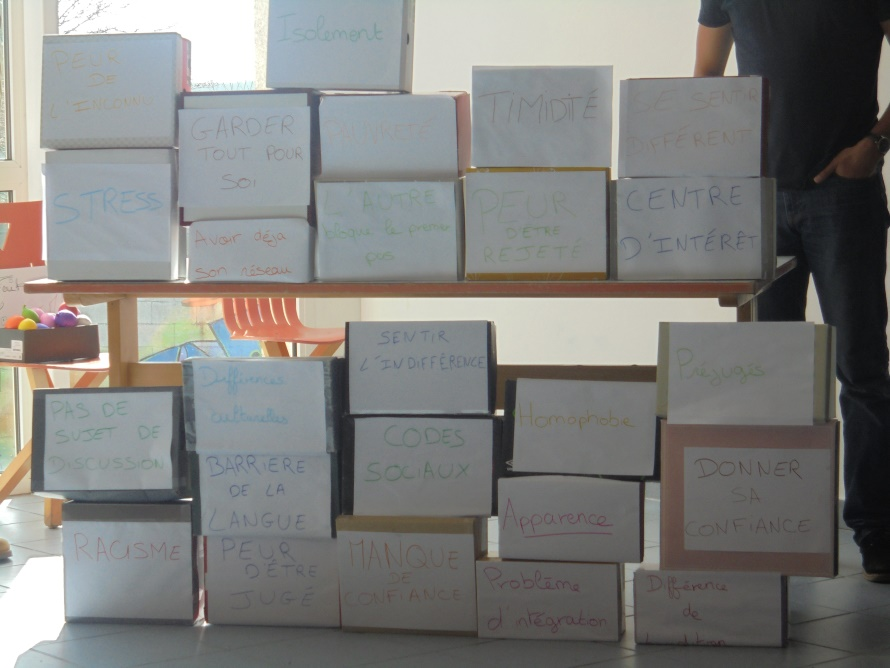 Isolement
PEUR
DE
L'INCONNU
GARDER
TOUT POUR
SOI
TIMIDITÉ
SE SENTIR
DIFFÉRENT
STRESS
Avoir déjà
son réseau
L'AUTRE
bloque le premier
pas
PEUR
D'ÊTRE
REJETÉ
CENTRE
D'INTÉRÊT
SENTIR
L'INDIFFÉRENCE
Différences
culturelles
Préjugés
PAS DE
SUJET DE
DISCUSSION
CODES
SOCIAUX
Homophobe
BARRIERE
DE LA
LANGUE
DONNER
SA
CONFIANCE
Apparence
RACISME
PEUR
D'ÊTRE
JUGÉ
MANQUE
DE
CONFIANCE
Problème
d'intégration
Différence
de